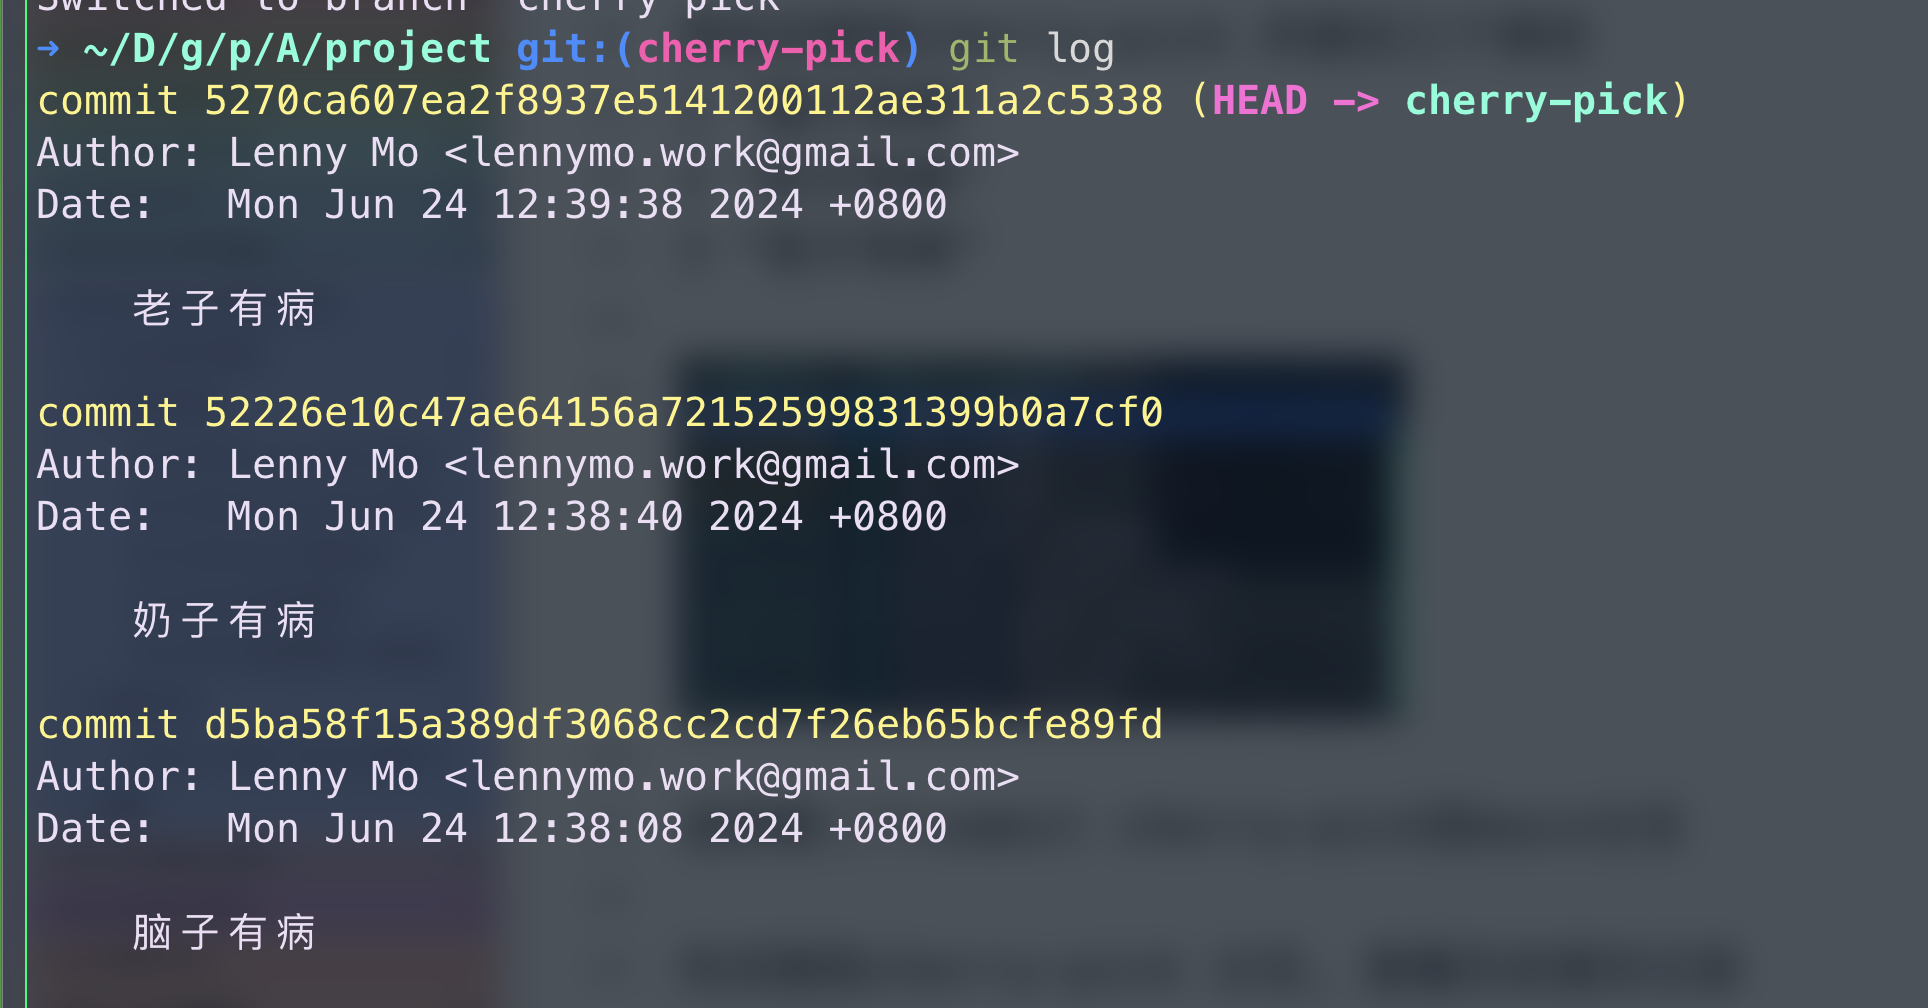 Switched to branch 'cherry-pick'
➜ ~/D/g/p/A/project git:(cherry-pick) git log
commit 5270ca607ea2f8937e5141200112ae311a2c5338 (HEAD -> cherry-pick)
Author: Lenny Mo <lennymo.work@gmail.com>
Date:   Mon Jun 24 12:39:38 2024 +0800
老子有病
commit 52226e10c47ae64156a72152599831399b0a7cf0
Author: Lenny Mo <lennymo.work@gmail.com>
Date:   Mon Jun 24 12:38:40 2024 +0800
奶子有病
commit d5ba58f15a389df3068cc2cd7f26eb65bcfe89fd
Author: Lenny Mo <lennymo.work@gmail.com>
Date:   Mon Jun 24 12:38:08 2024 +0800
脑子有病